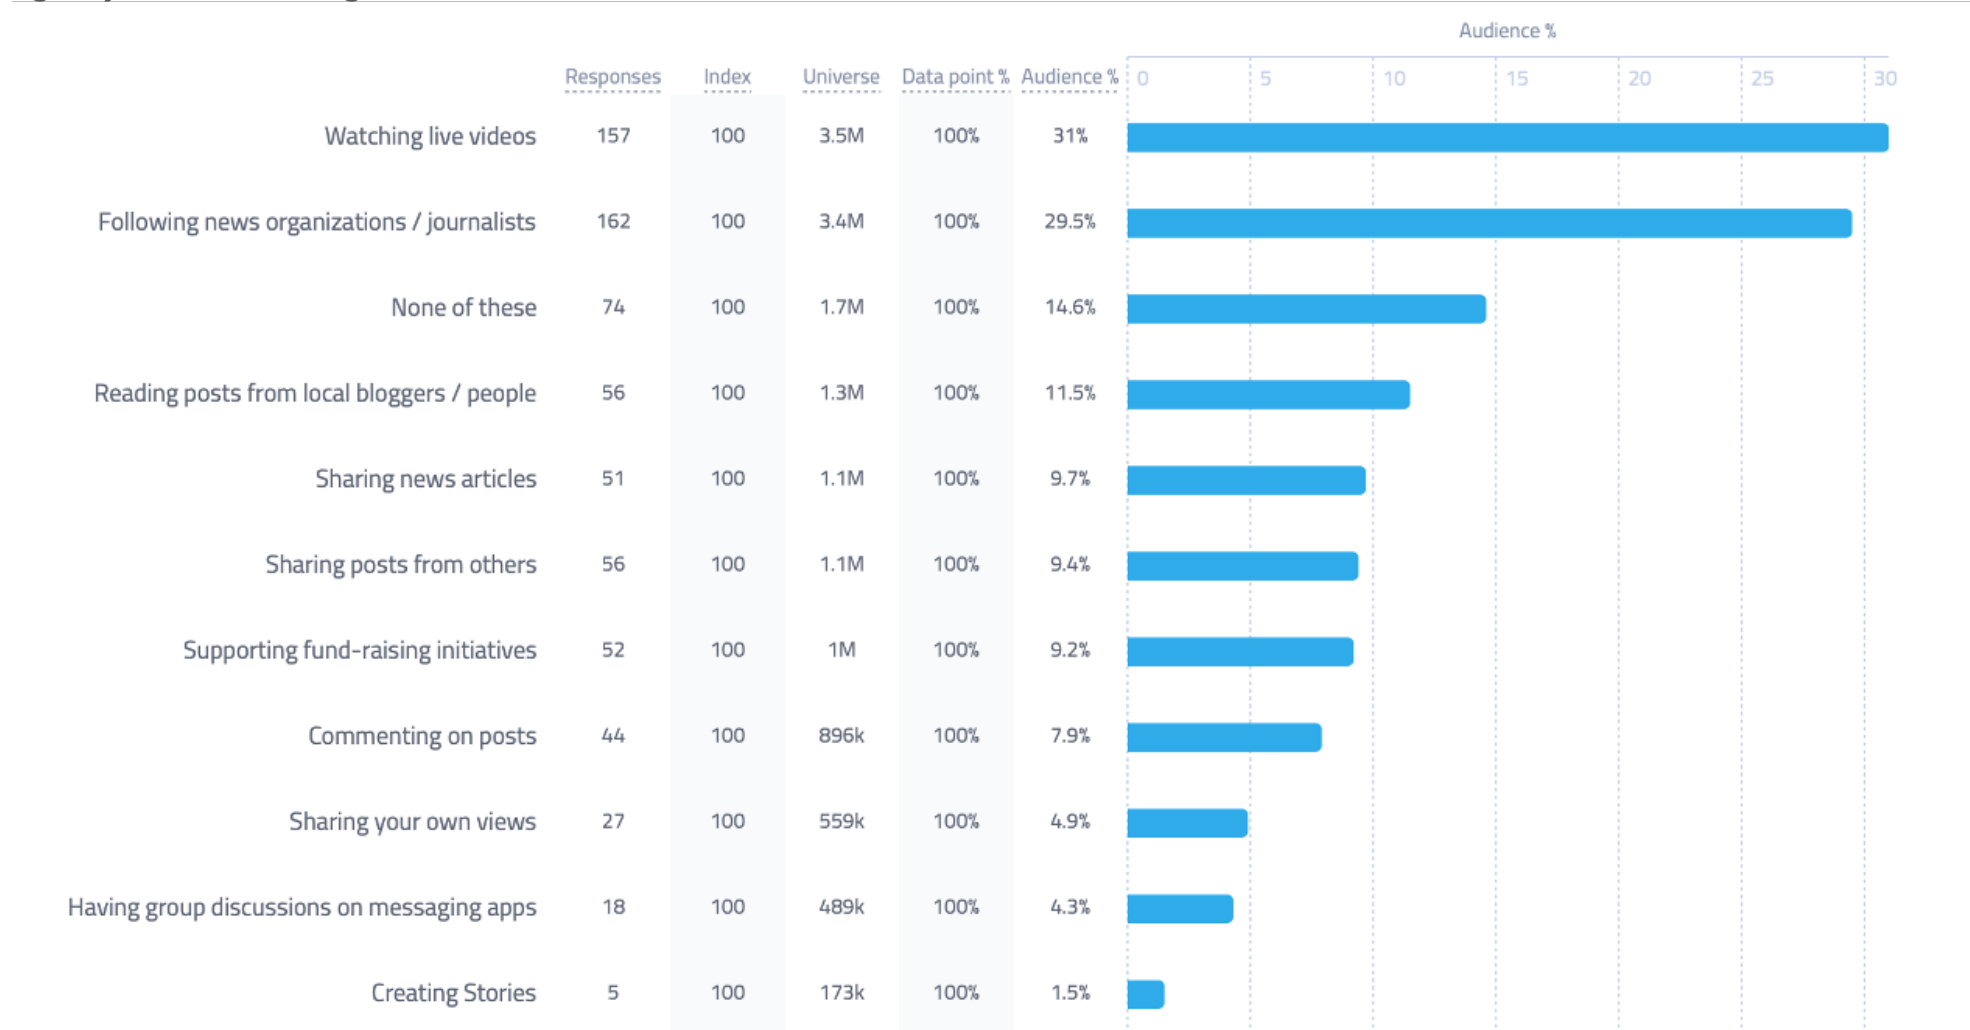 Audience %
Responses Index Universe Data point % Audience % 0 5 10 15 20 25 30
Watching live videos 157 100 3.5M 100% 31%
Following news organizations / journalists 162 100 3.4M 100% 29.5%
None of these 74 100 1.7M 100% 14.6%
Reading posts from local bloggers / people 56 100 1.3M 100% 11.5%
Sharing news articles 51 100 1.1M 100% 9.7%
Sharing posts from others 56 100 1.1M 100% 9.4%
Supporting fund-raising initiatives 52 100 1M 100% 9.2%
Commenting on posts 44 100 896k 100% 7.9%
Sharing your own views 27 100 559k 100% 4.9%
Having group discussions on messaging apps 18 100 489k 100% 4.3%
Creating Stories 5 100 173k 100% 1.5%